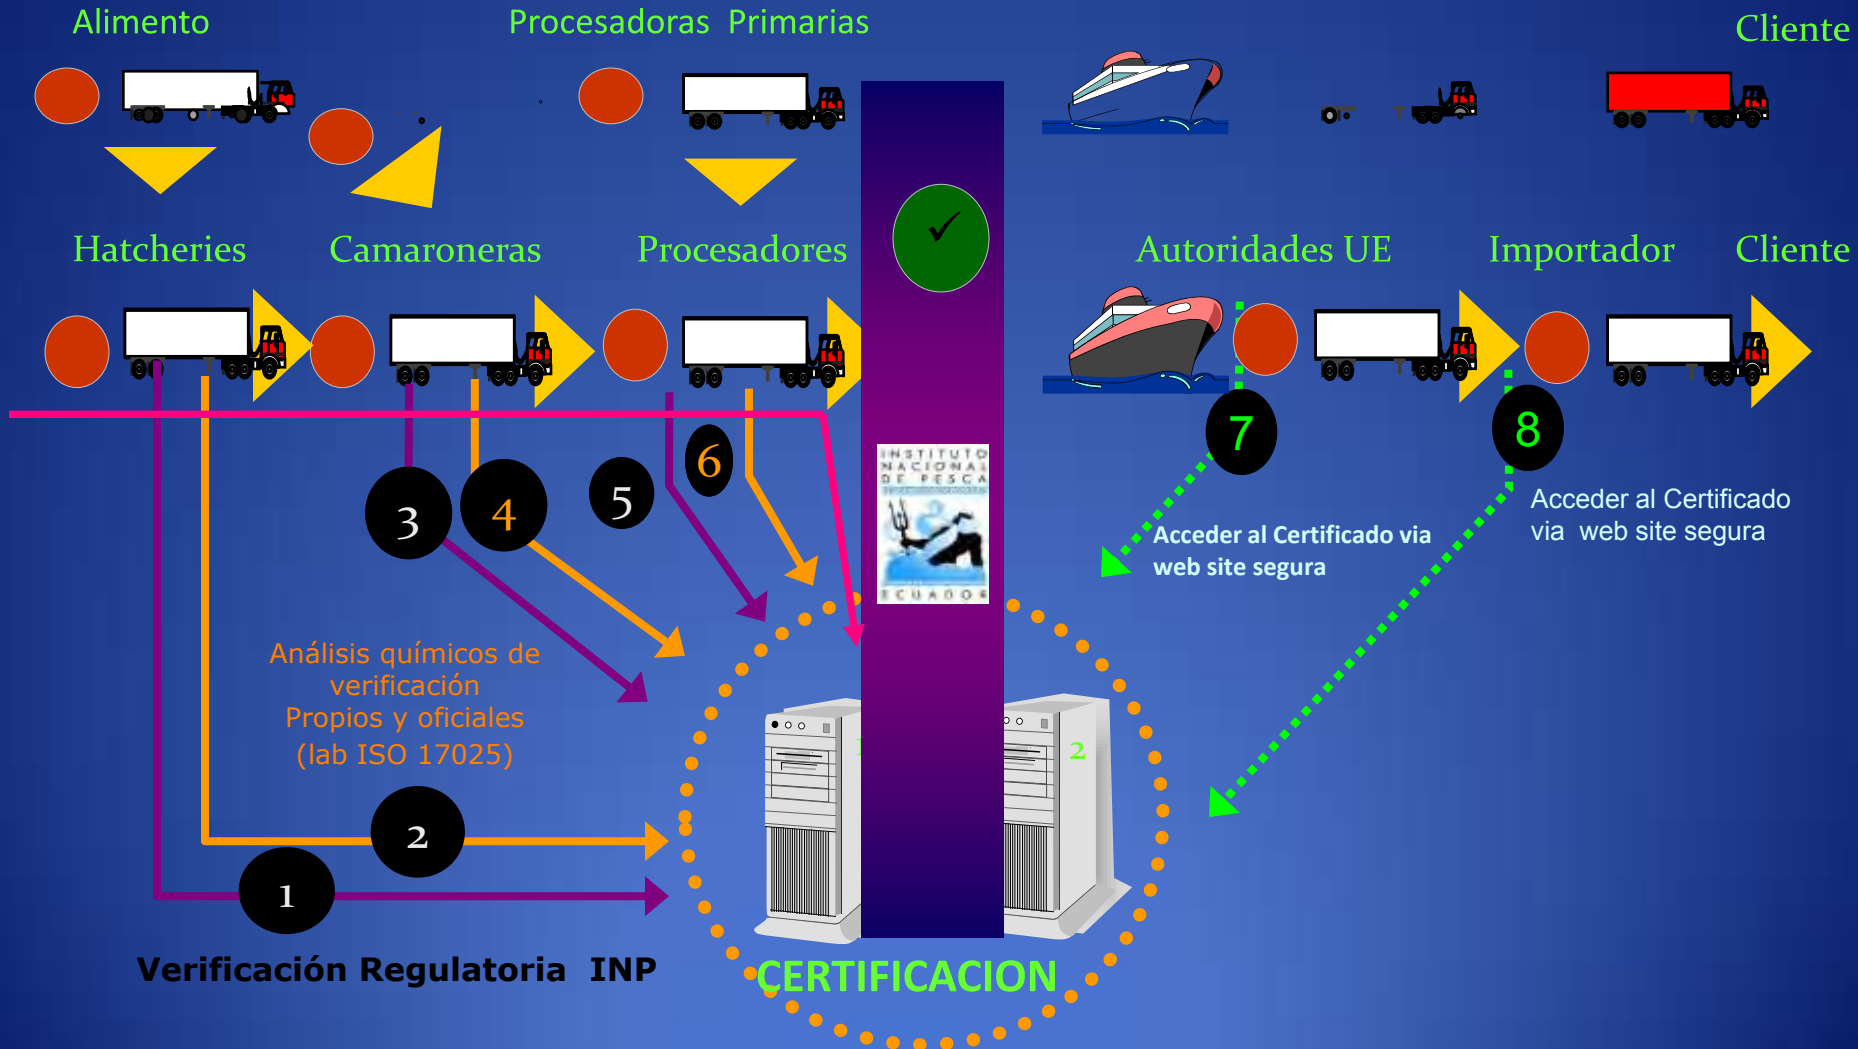 Alimento
Procesadoras  Primarias
Cliente
Hatcheries
Camaroneras
Procesadores
Autoridades UE
Importador
Cliente
7
8
6
5
3
4
INSTITUTO
NACIONAL
DE PESCA
ECUADOR
Acceder al Certificado
via  web site segura
Acceder al Certificado via
web site segura
Análisis químicos de
verificación
Propios y oficiales
(lab ISO 17025)
2
2
1
Verificación Regulatoria  INP
CERTIFICACION